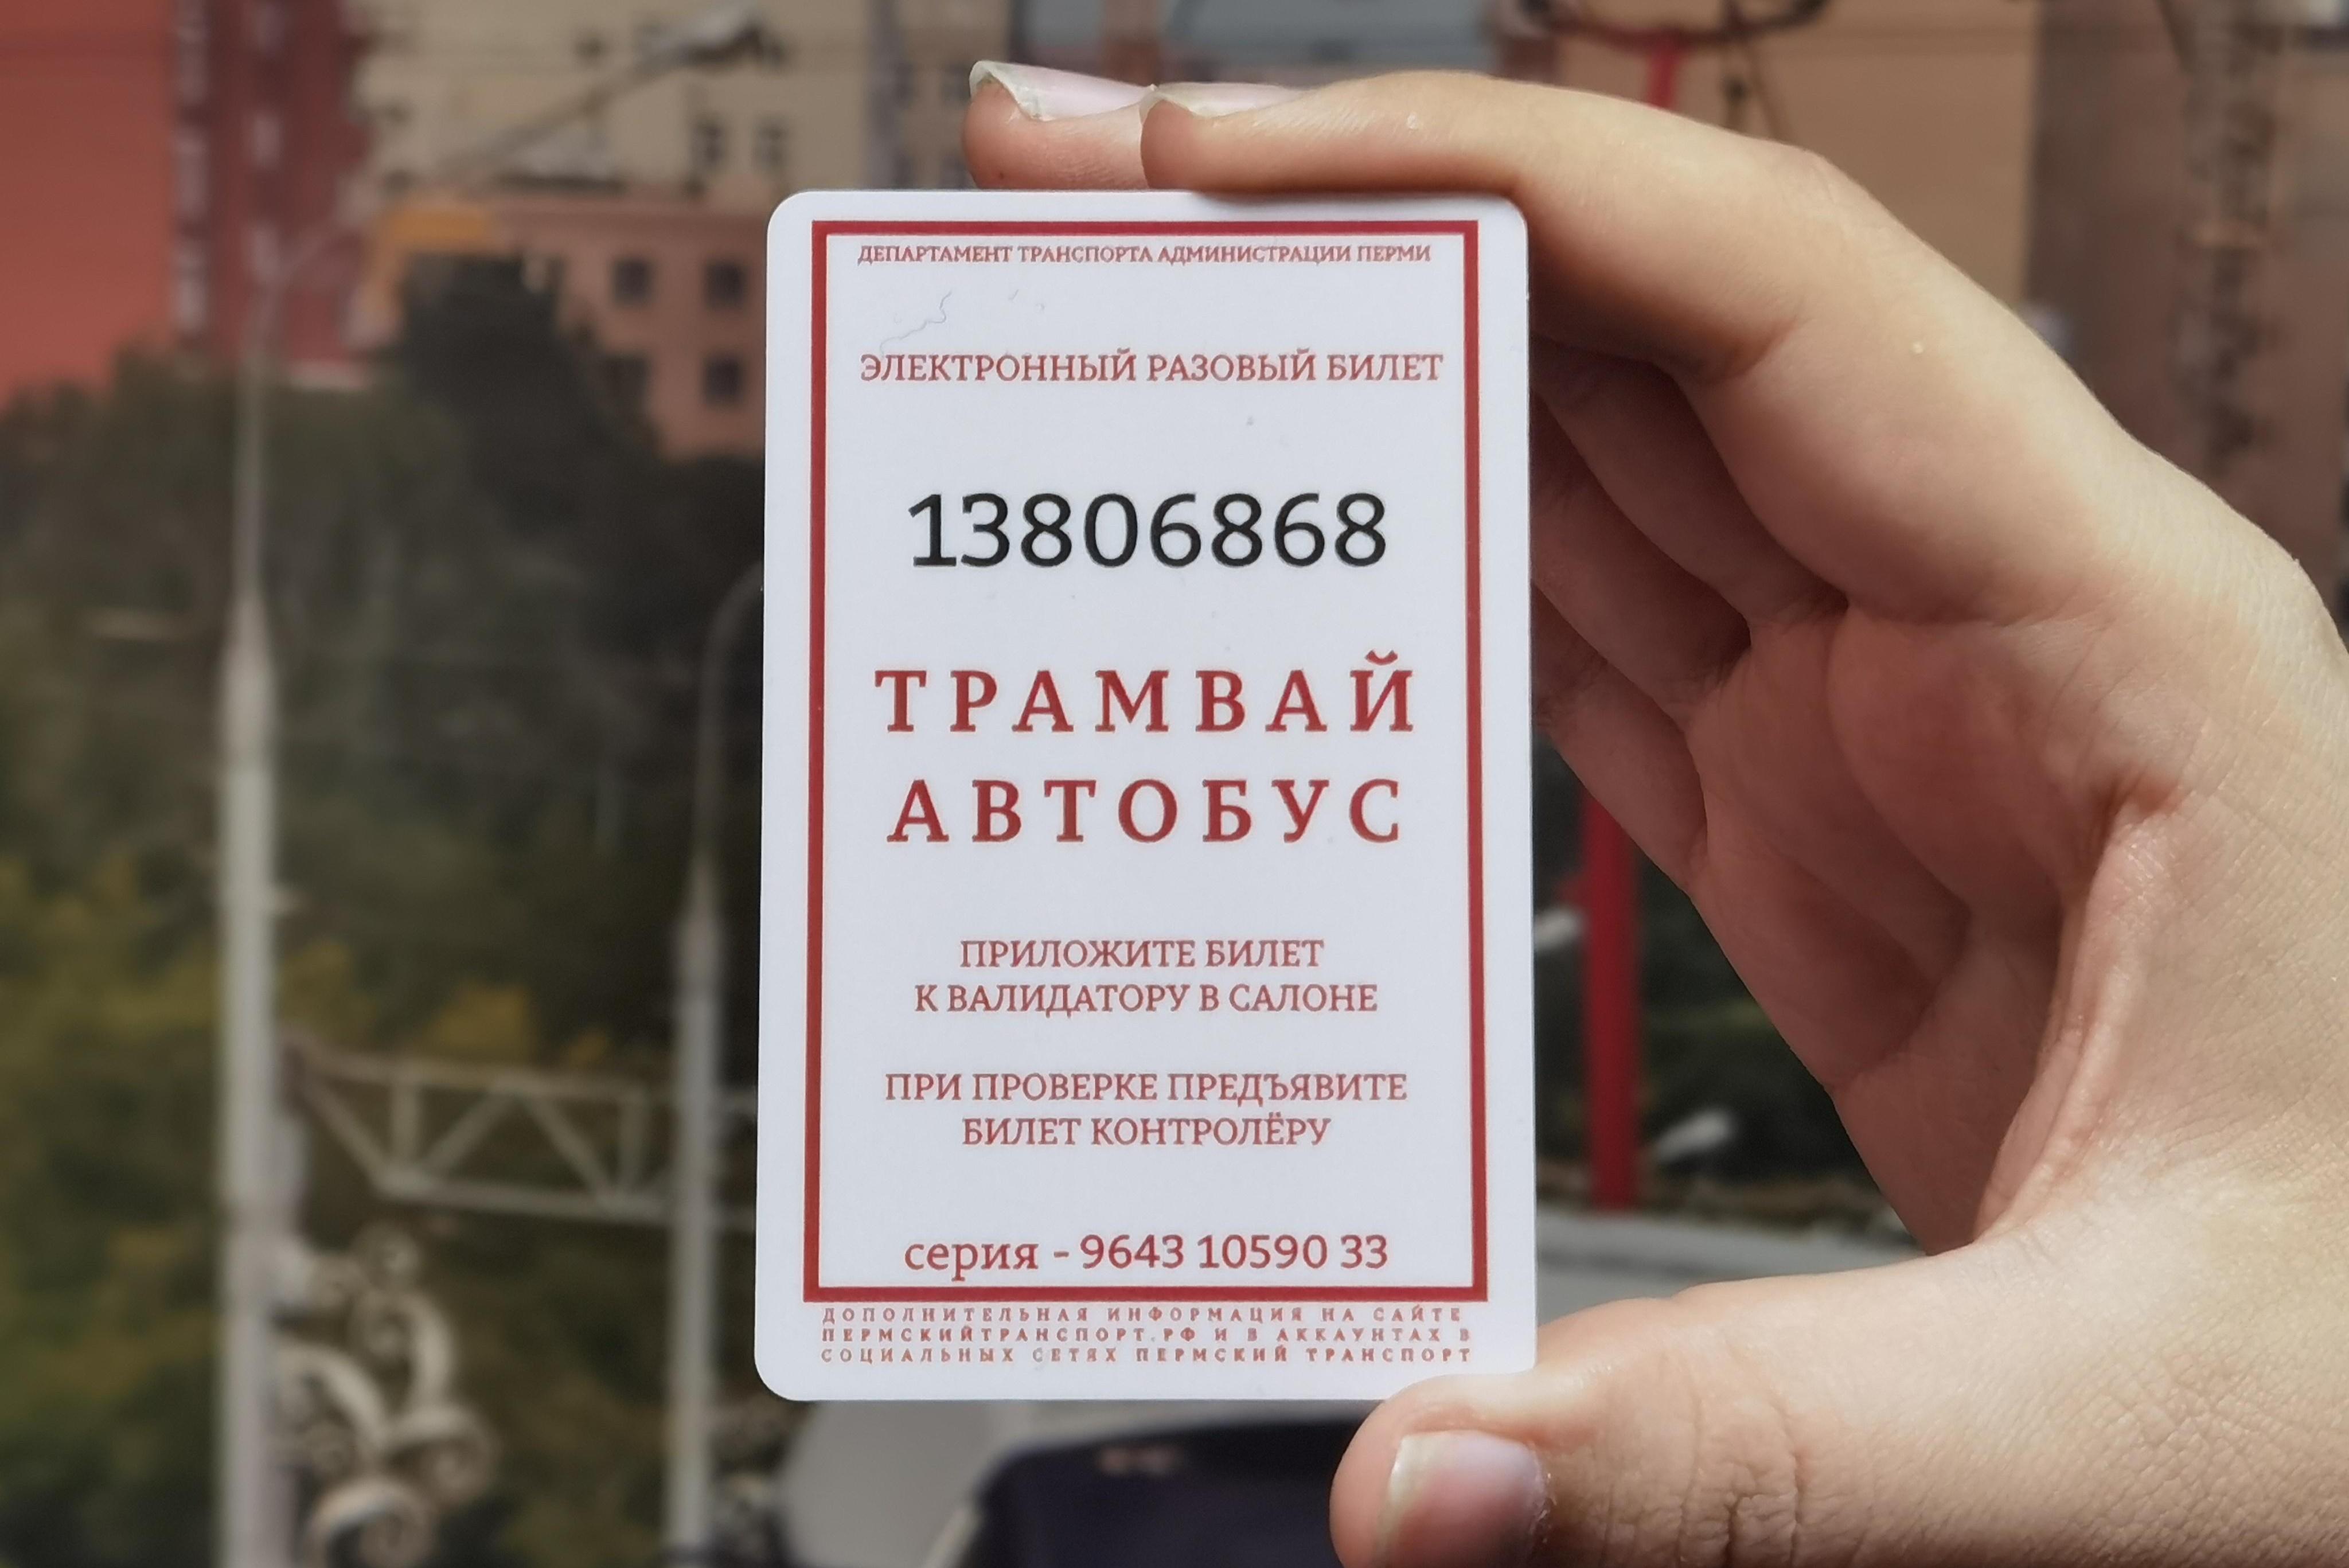 ДЕПАРТАМЕНТ ТРАНСПОРТА АДМИНИСТРАЦИИ ПЕРМИ
ЭЛЕКТРОННЫЙ РАЗОВЫЙ БИЛЕТ
13806868
ТРАМВАЙ
АВТОБУС
ПРИЛОЖИТЕ БИЛЕТ
К ВАЛИДАТОРУ В САЛОНЕ
ПРИ ПРОВЕРКЕ ПРЕДЪЯВИТЕ
БИЛЕТ КОНТРОЛЁРУ
серия - 9643 10590 33
ДОПОЛНИТЕЛЬНАЯ ИНФОРМАЦИЯ НА САЙТЕ
ПЕРМСКИЙТРАНСПОРТ.РФ И В АККАУНТАХ В
СОЦИАЛЬНЫХ СЕТЯХ ПЕРМСКИЙ ТРАНСПОРТ